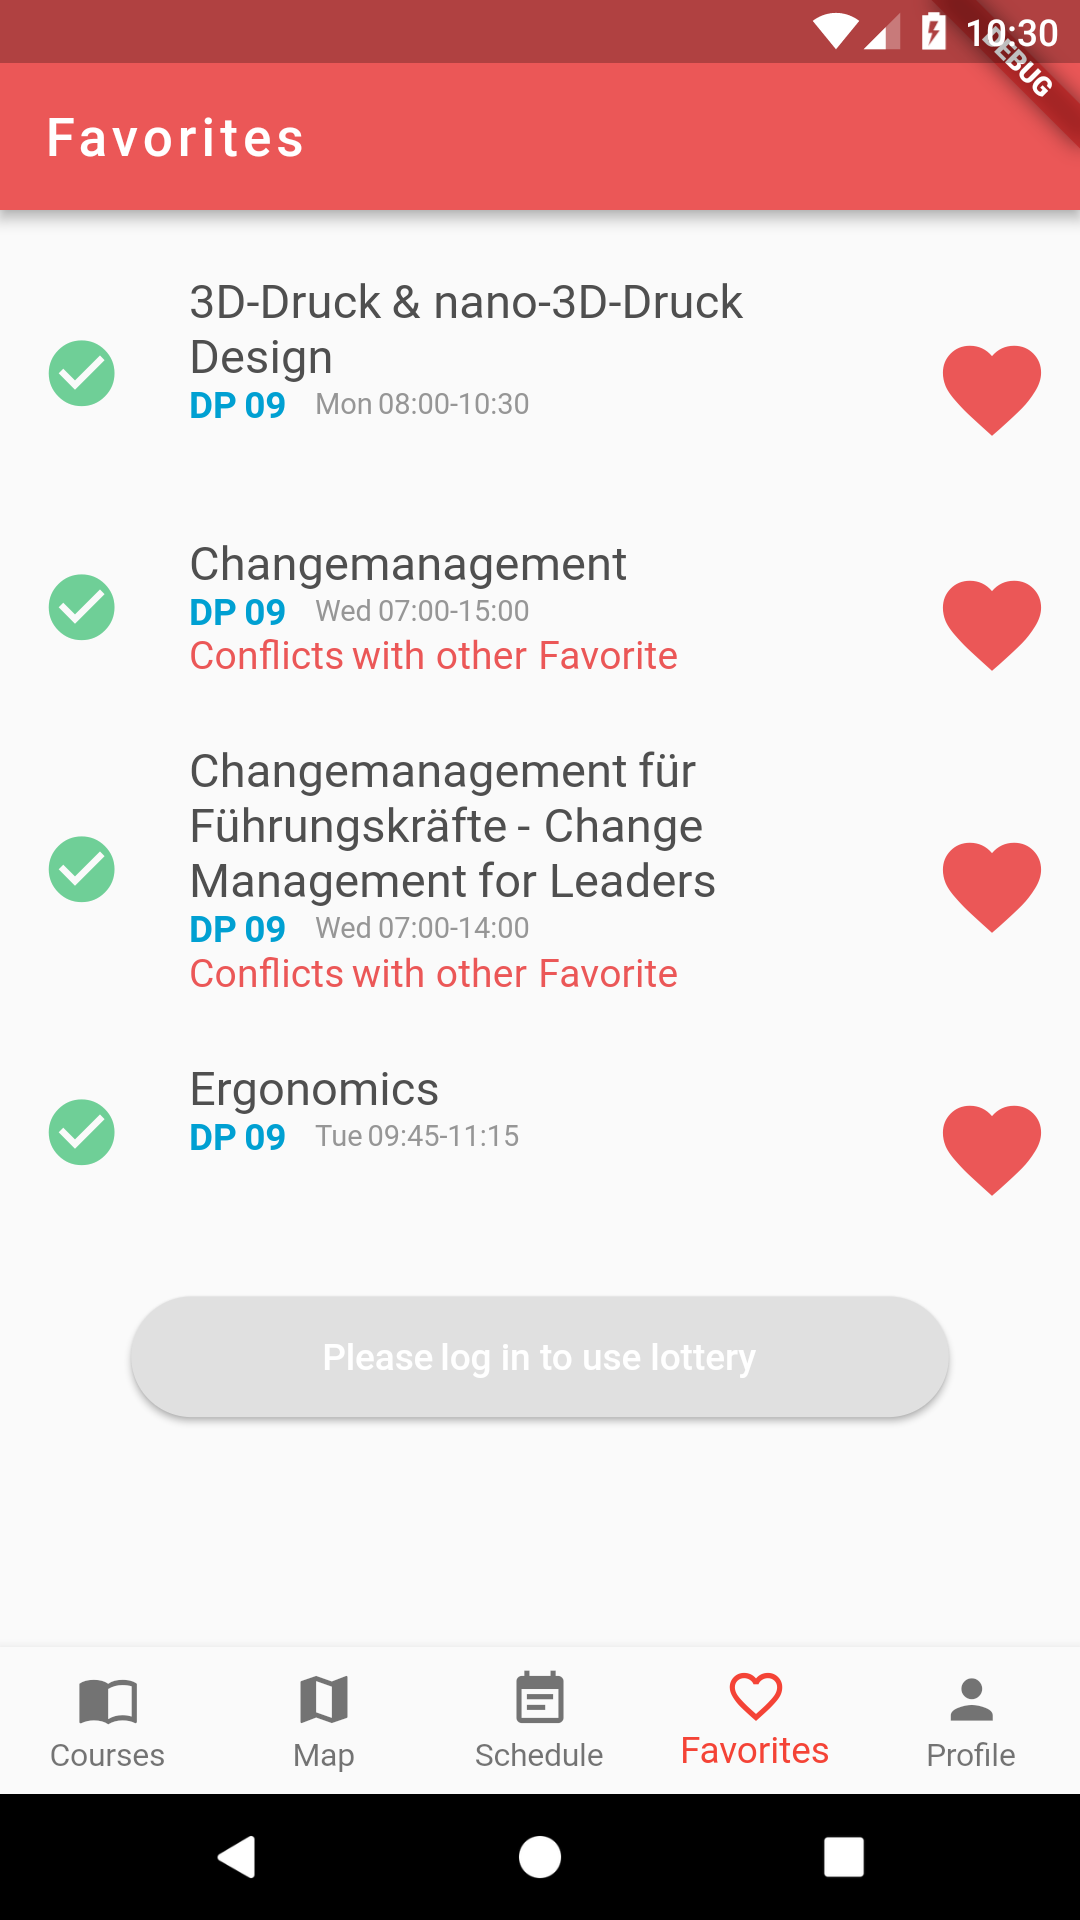 10:30
DEBUG
Favorites
3D-Druck & nano-3D-Druck
Design
DP 09 Mon 08:00-10:30
Changemanagement
DP 09 Wed 07:00-15:00
Conflicts with other Favorite
Changemanagement für
Führungskräfte - Change
Management for Leaders
DP 09 Wed 07:00-14:00
Conflicts with other Favorite
Ergonomics
DP 09 Tue 09:45-11:15
Please log in to use lottery
Courses Map Schedule Favorites Profile